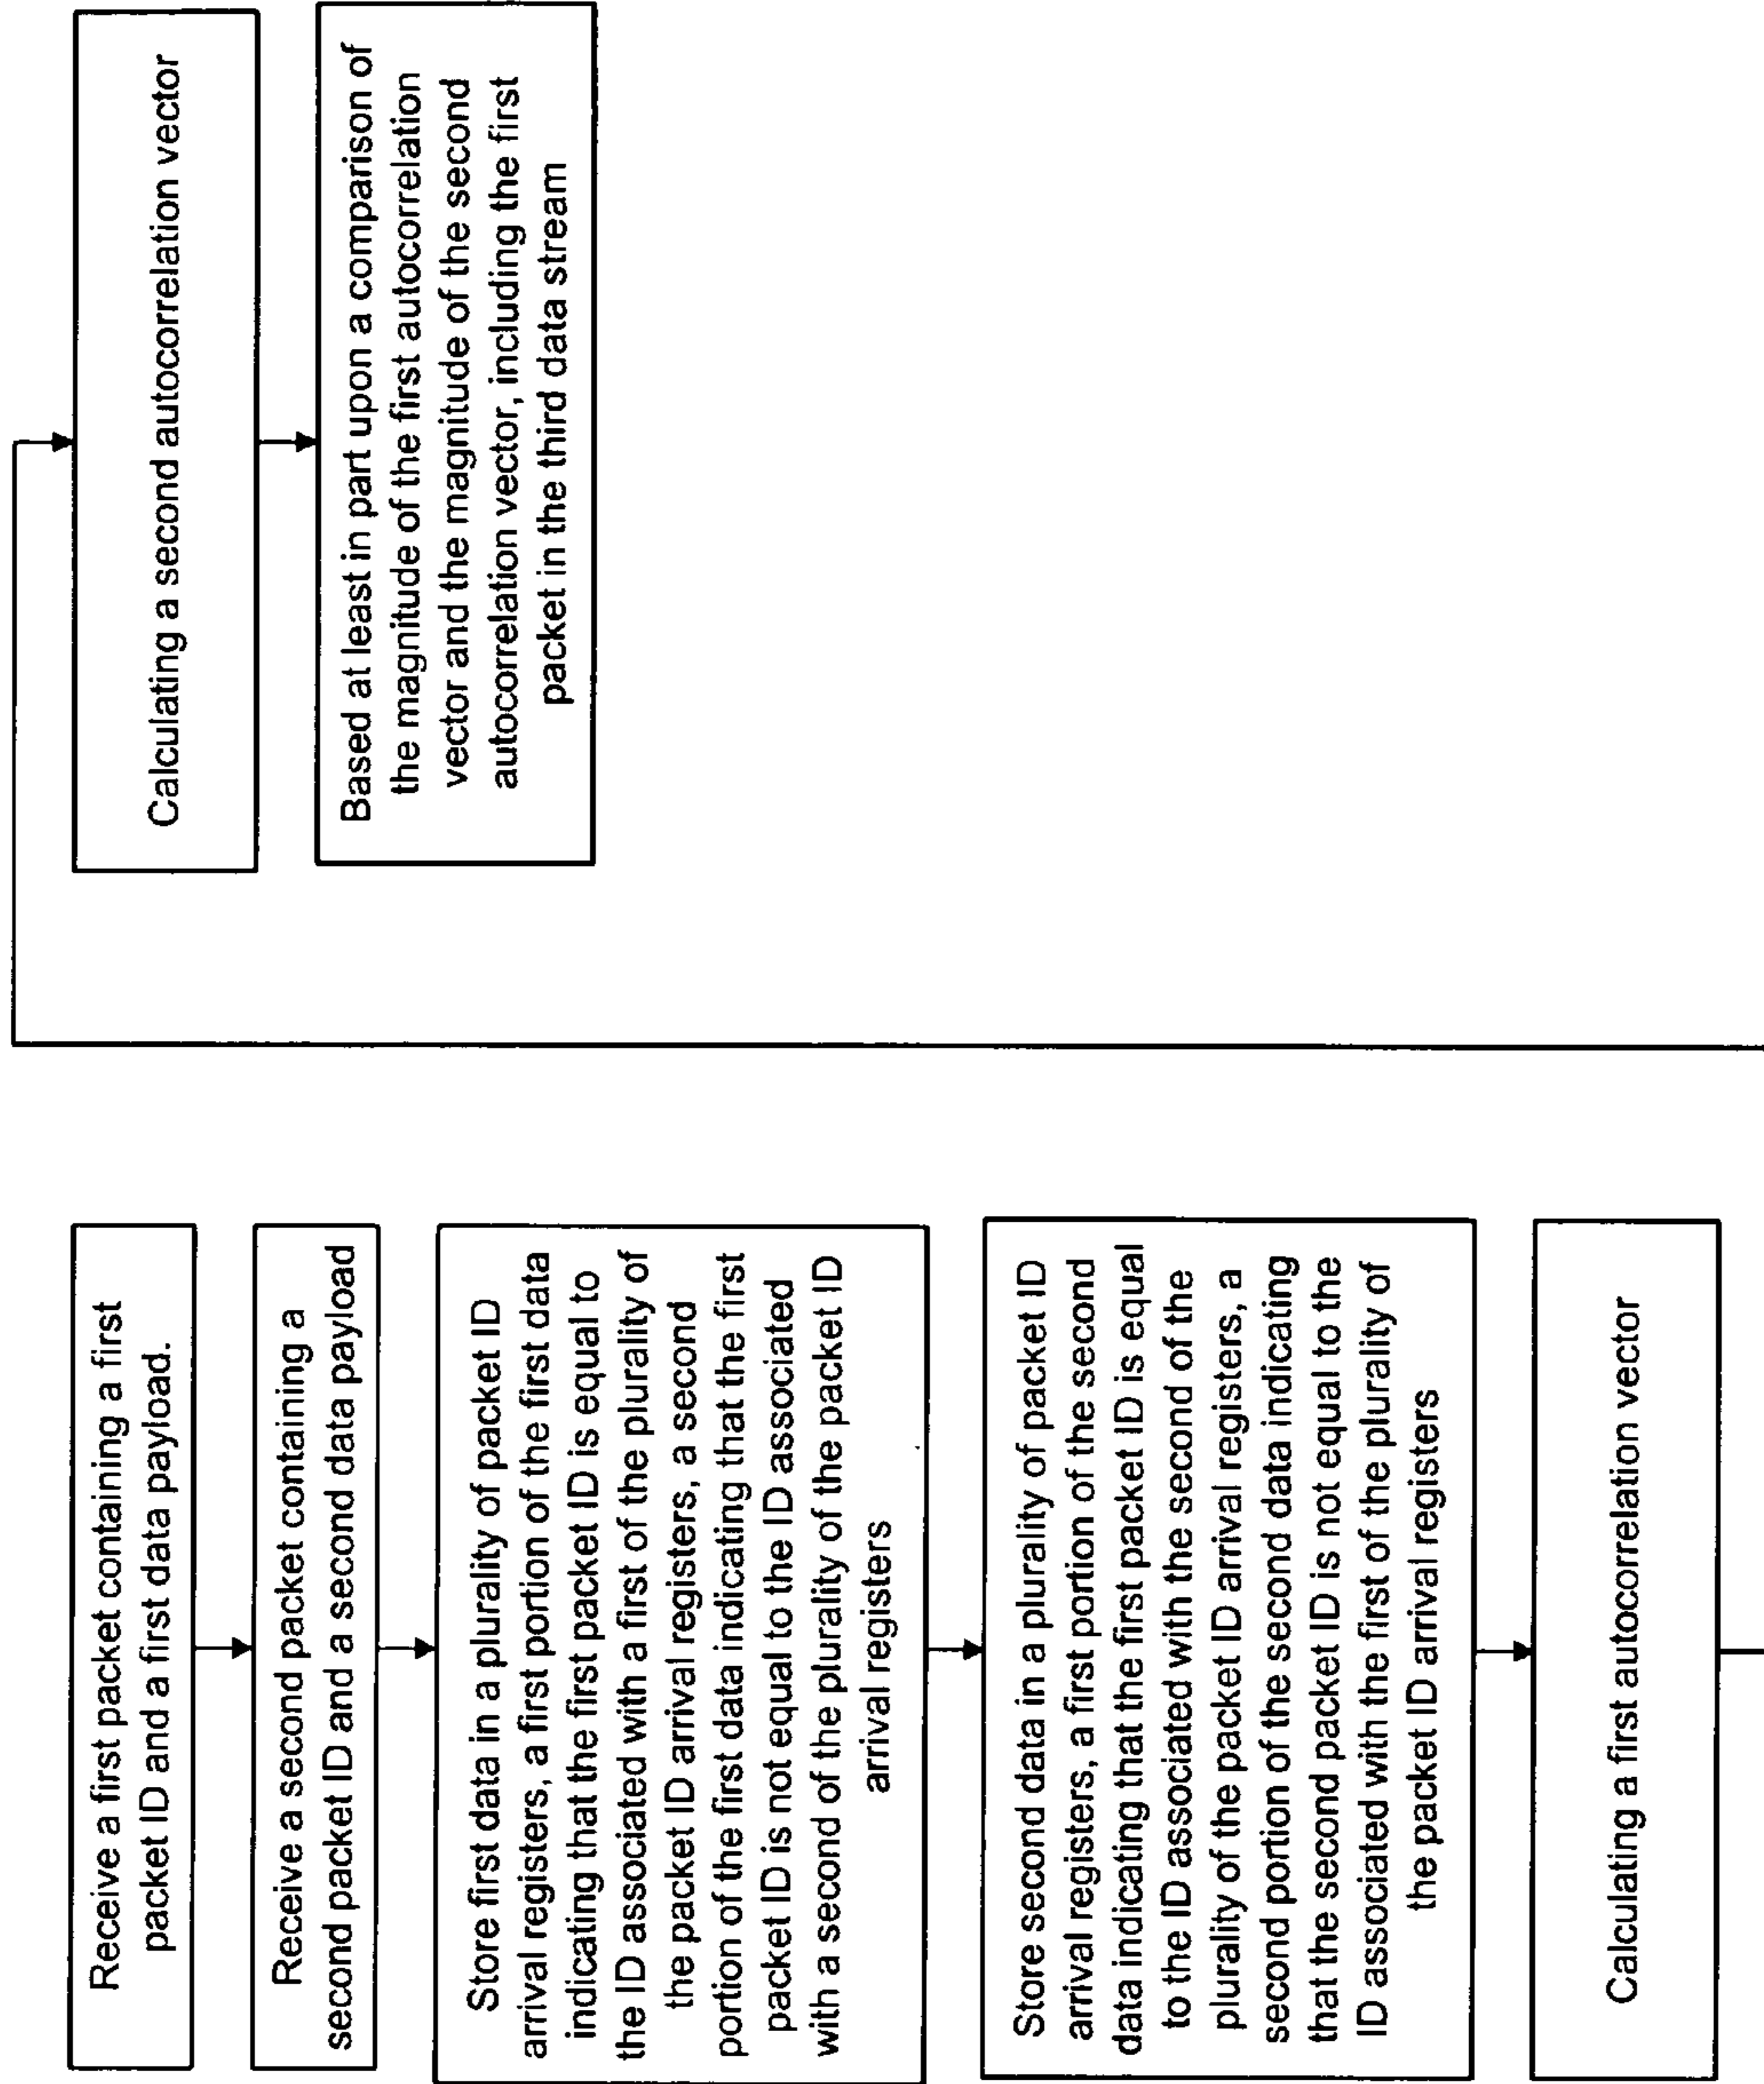 Receive a first packet containing a first
packet ID and a first data payload.
Receive a second packet containing a
second packet ID and a second data payload
Store first data in a plurality of packet ID
arrival registers, a first portion of the first data
indicating that the first packet ID is equal to
the ID associated with a first of the plurality of
the packet ID arrival registers, a second
portion of the first data indicating that the first
packet ID is not equal to the ID associated
with a second of the plurality of the packet ID
arrival registers
Store second data in a plurality of packet ID
arrival registers, a first portion of the second
data indicating that the first packet ID is equal
to the ID associated with the second of the
plurality of the packet ID arrival registers, a
second portion of the second data indicating
that the second packet ID is not equal to the
ID associated with the first of the plurality of
the packet ID arrival registers
Calculating a first autocorrelation vector
Calculating a second autocorrelation vector
Based at least in part upon a comparison of
the magnitude of the first autocorrelation
vector and the magnitude of the second
autocorrelation vector, including the first
packet in the third data stream